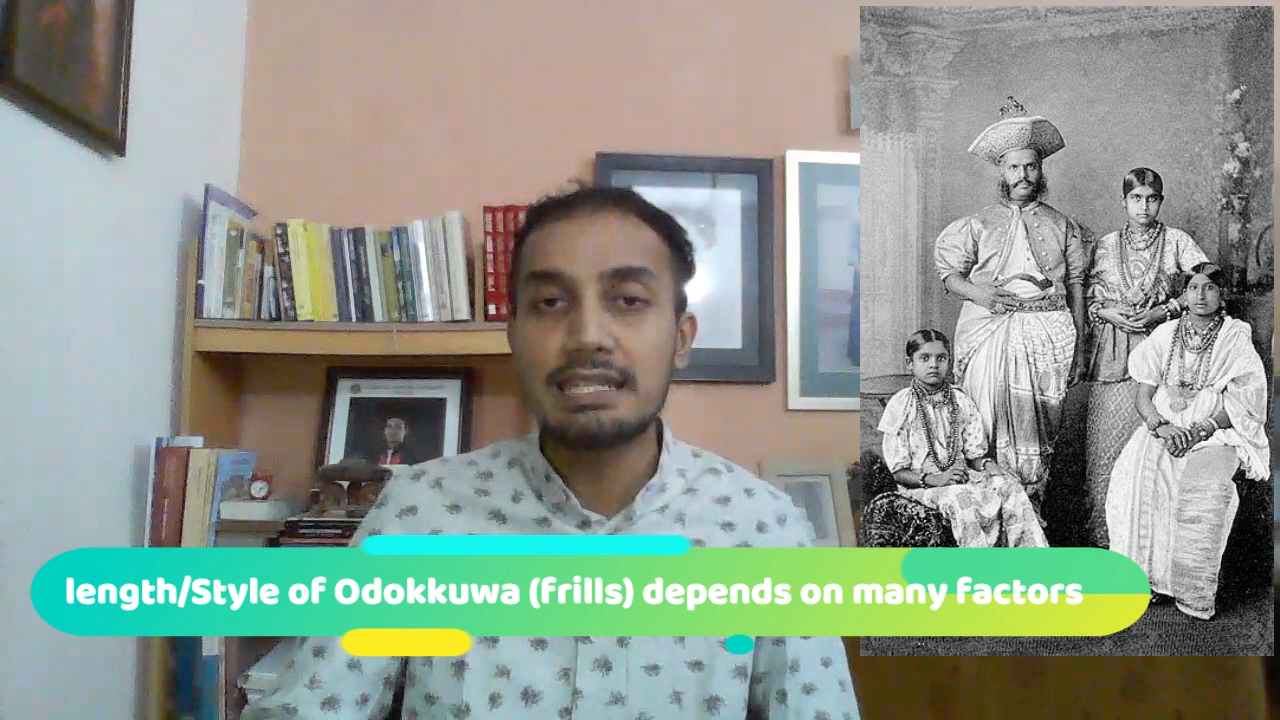 length/Style of Odokkuwa (frills) depends on many factors